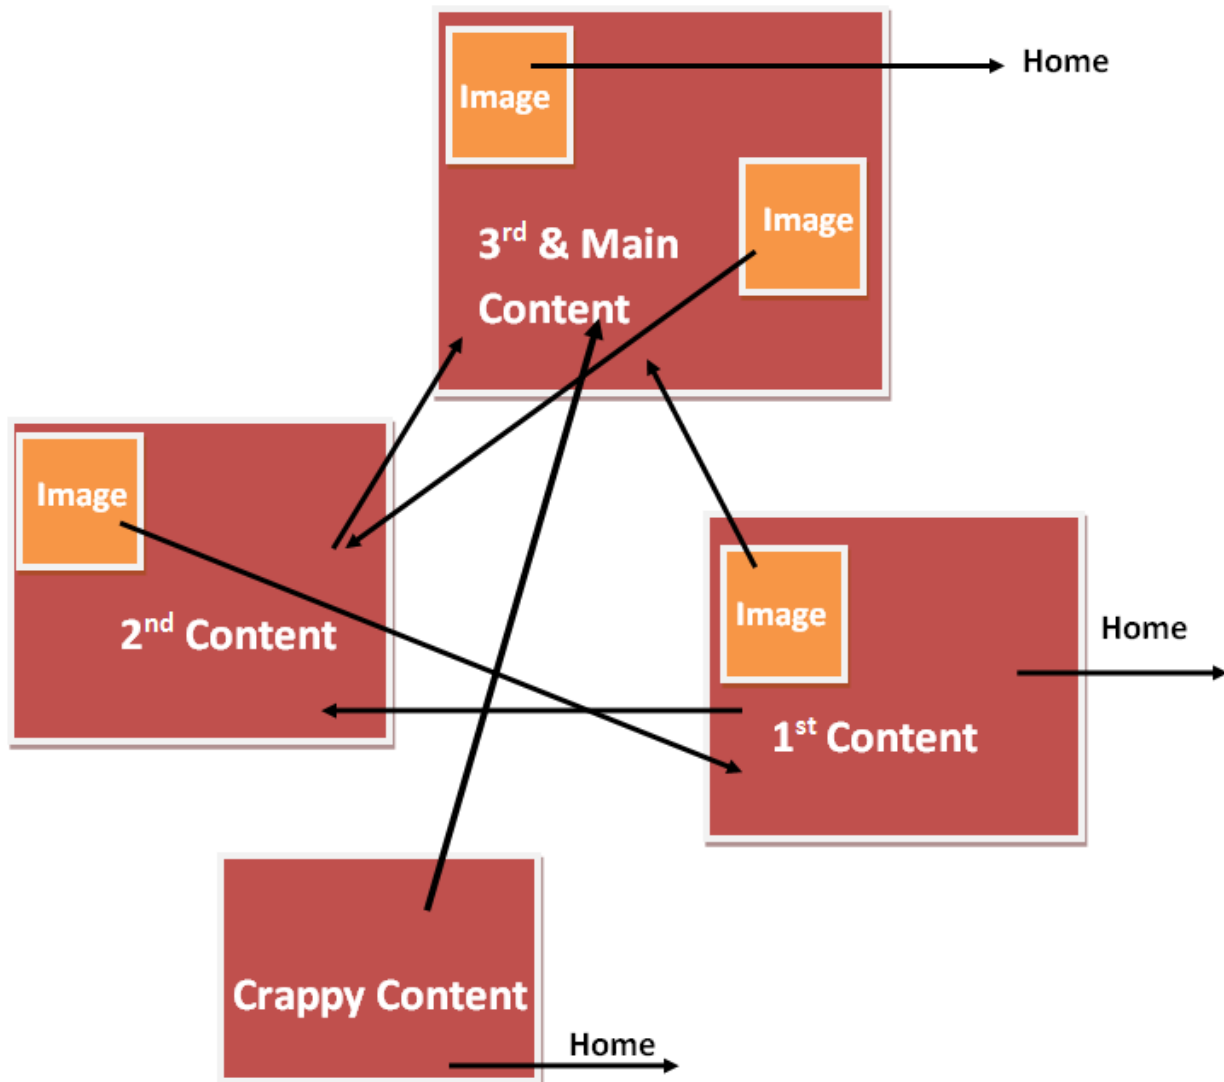 Image
Home
Image
3rd & Main
Content
Image
2nd Content
Image
Home
1st Content
Crappy Content
Home